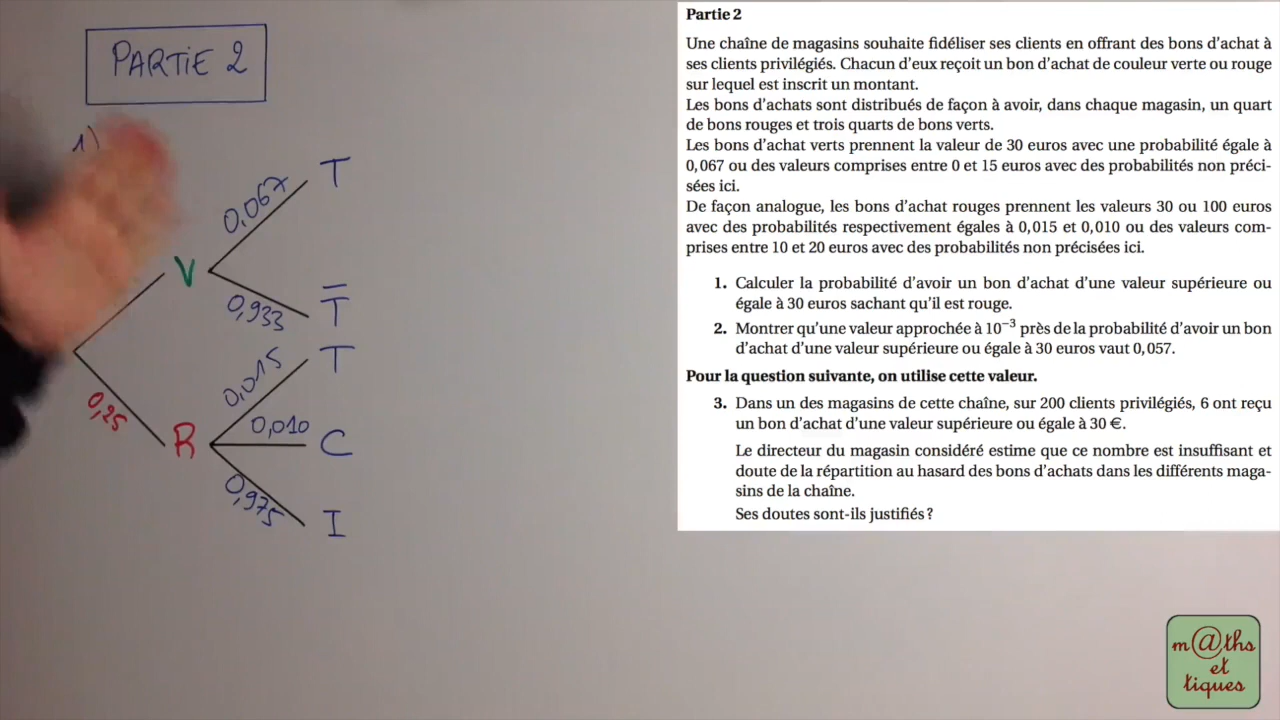 PARTIE 2
1)
0,067
T
V
0,933
T̅
0,015
T
0,25
0,010
R
C
0,975
I
Partie 2
Une chaîne de magasins souhaite fidéliser ses clients en offrant des bons d'achat à
ses clients privilégiés. Chacun d'eux reçoit un bon d'achat de couleur verte ou rouge
sur lequel est inscrit un montant.
Les bons d'achats sont distribués de façon à avoir, dans chaque magasin, un quart
de bons rouges et trois quarts de bons verts.
Les bons d'achat verts prennent la valeur de 30 euros avec une probabilité égale à
0,067 ou des valeurs comprises entre 0 et 15 euros avec des probabilités non préci-
sées ici.
De façon analogue, les bons d'achat rouges prennent les valeurs 30 ou 100 euros
avec des probabilités respectivement égales à 0,015 et 0,010 ou des valeurs com-
prises entre 10 et 20 euros avec des probabilités non précisées ici.
1. Calculer la probabilité d'avoir un bon d'achat d'une valeur supérieure ou
égale à 30 euros sachant qu'il est rouge.
2. Montrer qu'une valeur approchée à 10⁻³ près de la probabilité d'avoir un bon
d'achat d'une valeur supérieure ou égale à 30 euros vaut 0,057.
Pour la question suivante, on utilise cette valeur.
3. Dans un des magasins de cette chaîne, sur 200 clients privilégiés, 6 ont reçu
un bon d'achat d'une valeur supérieure ou égale à 30 €.
Le directeur du magasin considéré estime que ce nombre est insuffisant et
doute de la répartition au hasard des bons d'achats dans les différents maga-
sins de la chaîne.
Ses doutes sont-ils justifiés ?
m@ths
et
tiques